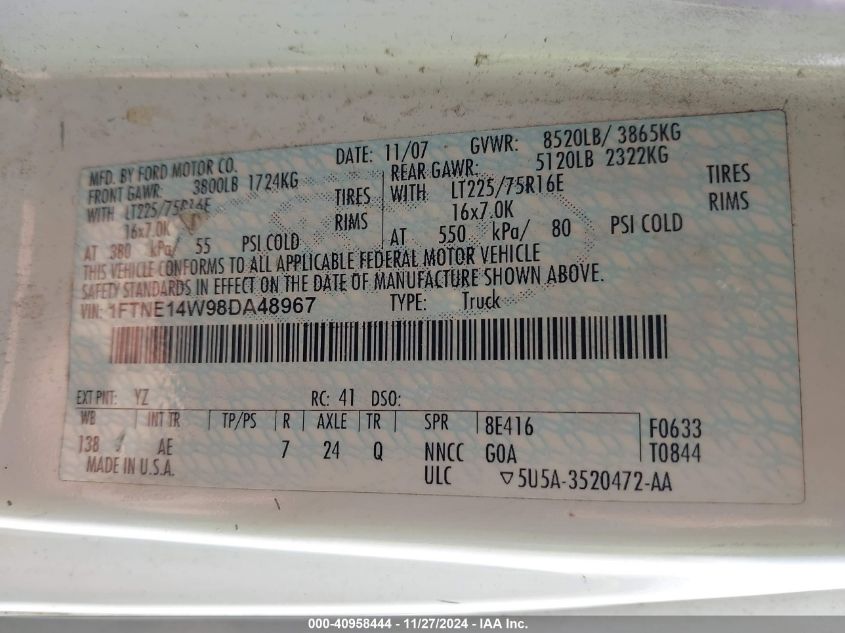 MFD. BY FORD MOTOR CO.
DATE: 11/07 GVWR: 8520LB/ 3865KG
FRONT GAWR: 3800LB 1724KG
REAR GAWR: 5120LB 2322KG
WITH LT225/75R16E TIRES
WITH LT225/75R16E TIRES
16x7.0K RIMS
16x7.0K RIMS
AT 380 kPa/ 55 PSI COLD
AT 550 kPa/ 80 PSI COLD
THIS VEHICLE CONFORMS TO ALL APPLICABLE FEDERAL MOTOR VEHICLE
SAFETY STANDARDS IN EFFECT ON THE DATE OF MANUFACTURE SHOWN ABOVE.
VIN: 1FTNE14W98DA48967 TYPE: Truck
EXT PNT: YZ RC: 41 DSO:
WB INT TR TP/PS R AXLE TR SPR 8E416 F0633
138 AE 7 24 Q NNCC G0A T0844
MADE IN U.S.A. ULC ▽5U5A-3520472-AA
000-40958444 - 11/27/2024 - IAA Inc.